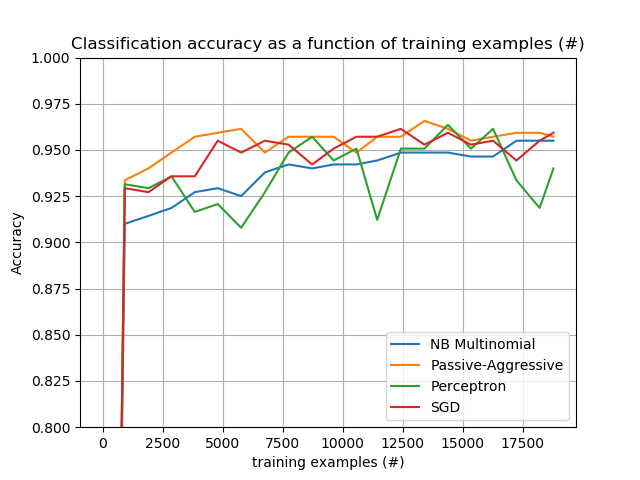 Classification accuracy as a function of training examples (#)
1.000
0.975
0.950
0.925
0.900
0.875
0.850
0.825
0.800
Accuracy
NB Multinomial
Passive-Aggressive
Perceptron
SGD
0 2500 5000 7500 10000 12500 15000 17500
training examples (#)